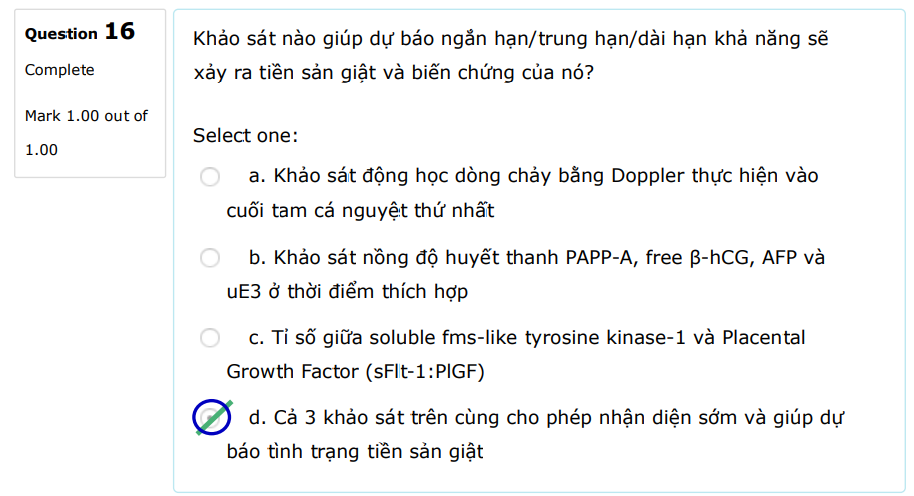 Question 16
Complete
Mark 1.00 out of
1.00
Khảo sát nào giúp dự báo ngắn hạn/trung hạn/dài hạn khả năng sẽ
xảy ra tiền sản giật và biến chứng của nó?
Select one:
a. Khảo sát động học dòng chảy bằng Doppler thực hiện vào
cuối tam cá nguyệt thứ nhất
b. Khảo sát nồng độ huyết thanh PAPP-A, free β-hCG, AFP và
uE3 ở thời điểm thích hợp
c. Tỉ số giữa soluble fms-like tyrosine kinase-1 và Placental
Growth Factor (sFlt-1:PlGF)
d. Cả 3 khảo sát trên cùng cho phép nhận diện sớm và giúp dự
báo tình trạng tiền sản giật